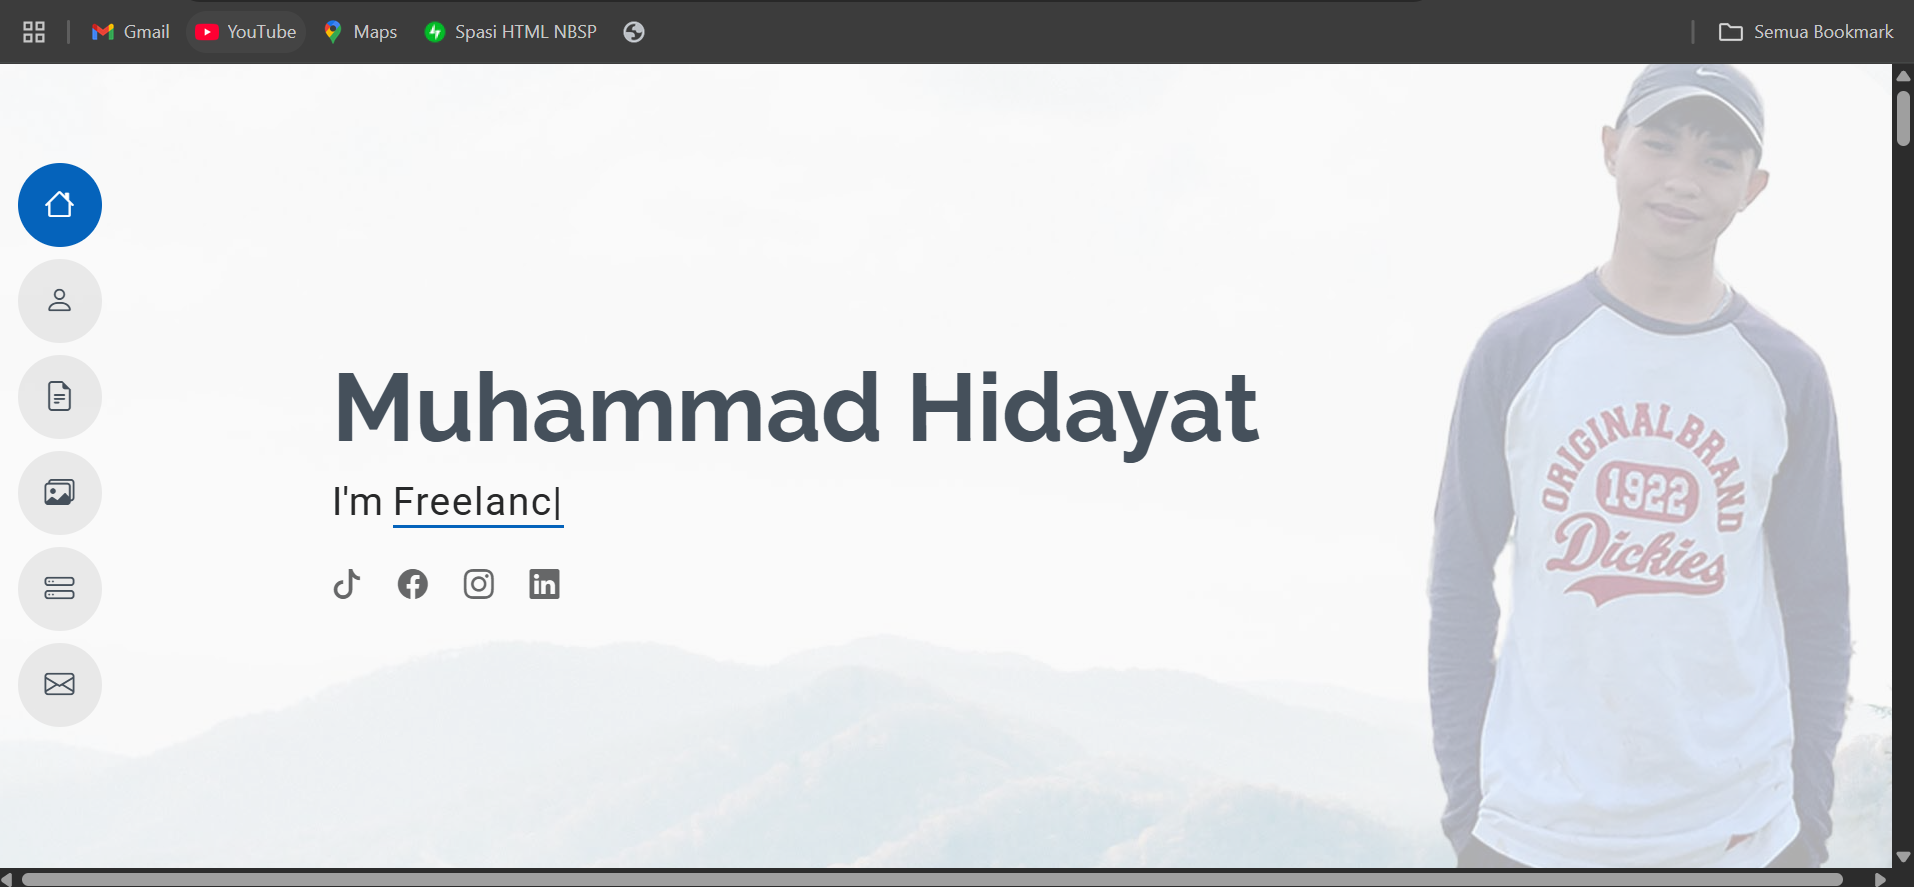 Gmail YouTube Maps Spasi HTML NBSP Semua Bookmark
Muhammad Hidayat
I'm Freelanc|
ORIGINAL BRAND
1922
Dickies